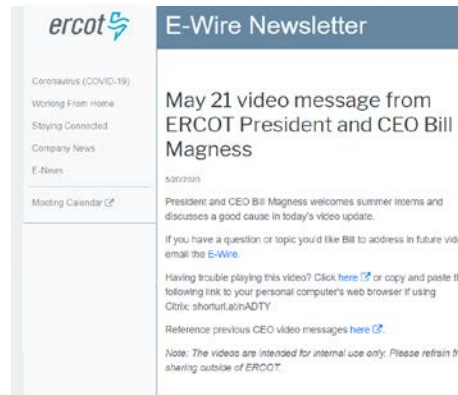 ercot
E-Wire Newsletter
Coronavirus (COVID-19)
Working From Home
Staying Connected
Company News
E-News
Meeting Calendar
May 21 video message from
ERCOT President and CEO Bill
Magness
5/20/2020
President and CEO Bill Magness welcomes summer interns and
discusses a good cause in today's video update.
If you have a question or topic you'd like Bill to address in future vide
email the E-Wire.
Having trouble playing this video? Click here or copy and paste th
following link to your personal computer's web browser if using
Citrix: shorturl.at/nADTY
Reference previous CEO video messages here.
Note: The videos are intended for internal use only. Please refrain fr
sharing outside of ERCOT.